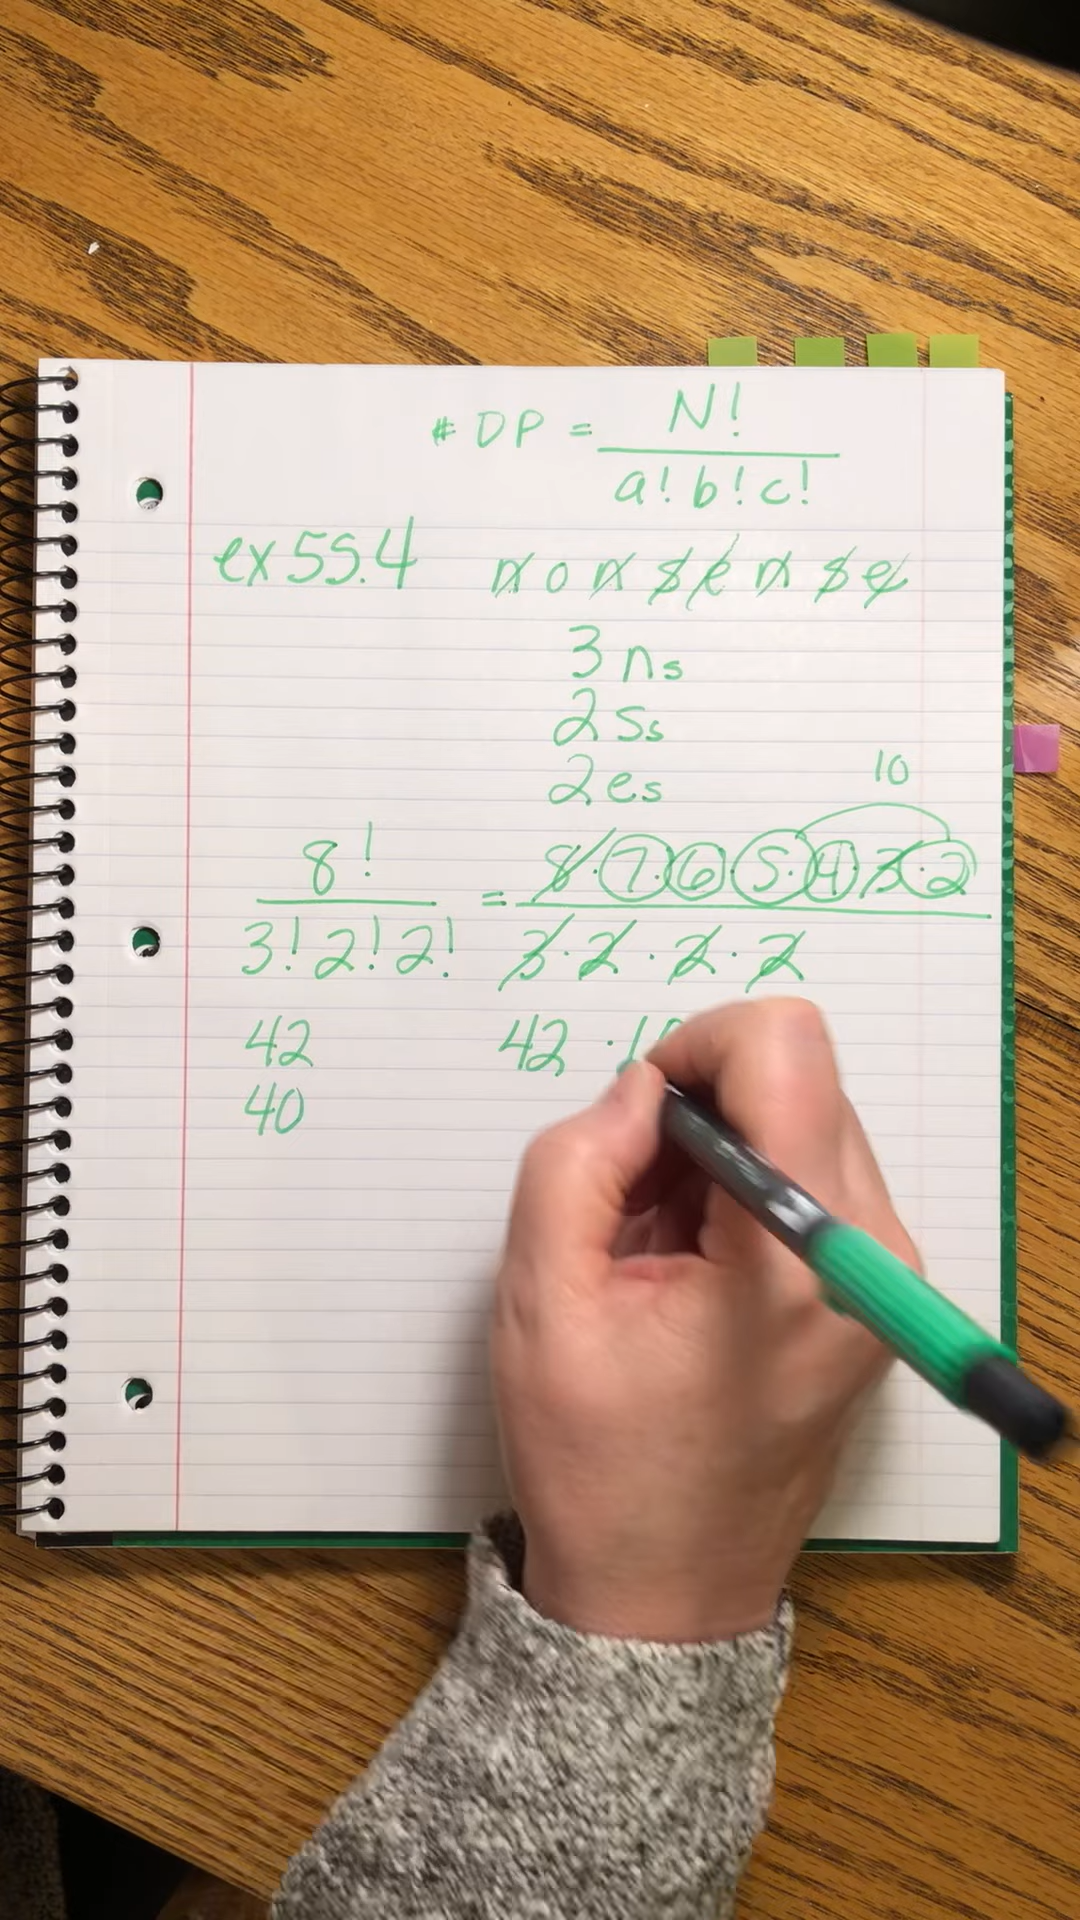 # DP = N! / a! b! c!
ex 55.4 nonsense
3 ns
2 Ss
2 es
10
8! / 3! 2! 2! = 8·7·6·5·4·3·2 / 3·2·2·2
42 42 ·
40